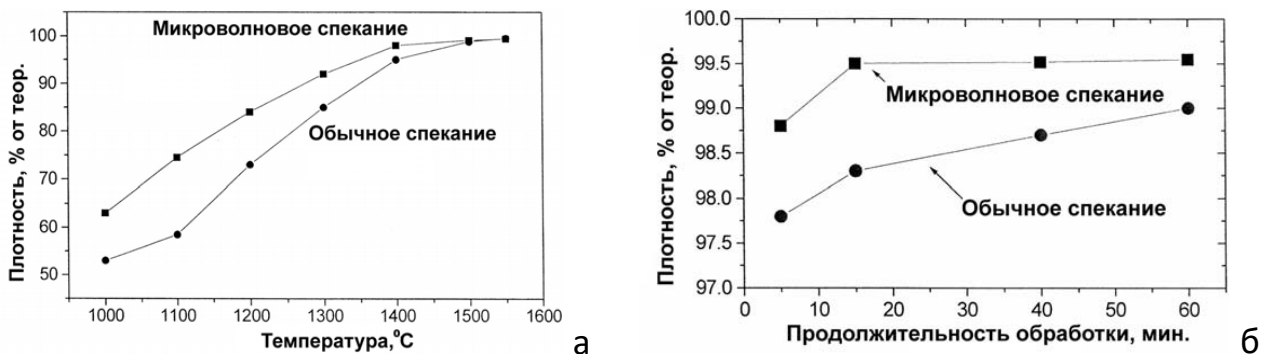 Микроволновое спекание
Обычное спекание
Плотность, % от теор.
100
90
80
70
60
50
1000 1100 1200 1300 1400 1500 1600
Температура,°C
а
Микроволновое спекание
Обычное спекание
Плотность, % от теор.
100.0
99.5
99.0
98.5
98.0
97.5
97.0
0 10 20 30 40 50 60
Продолжительность обработки, мин.
б